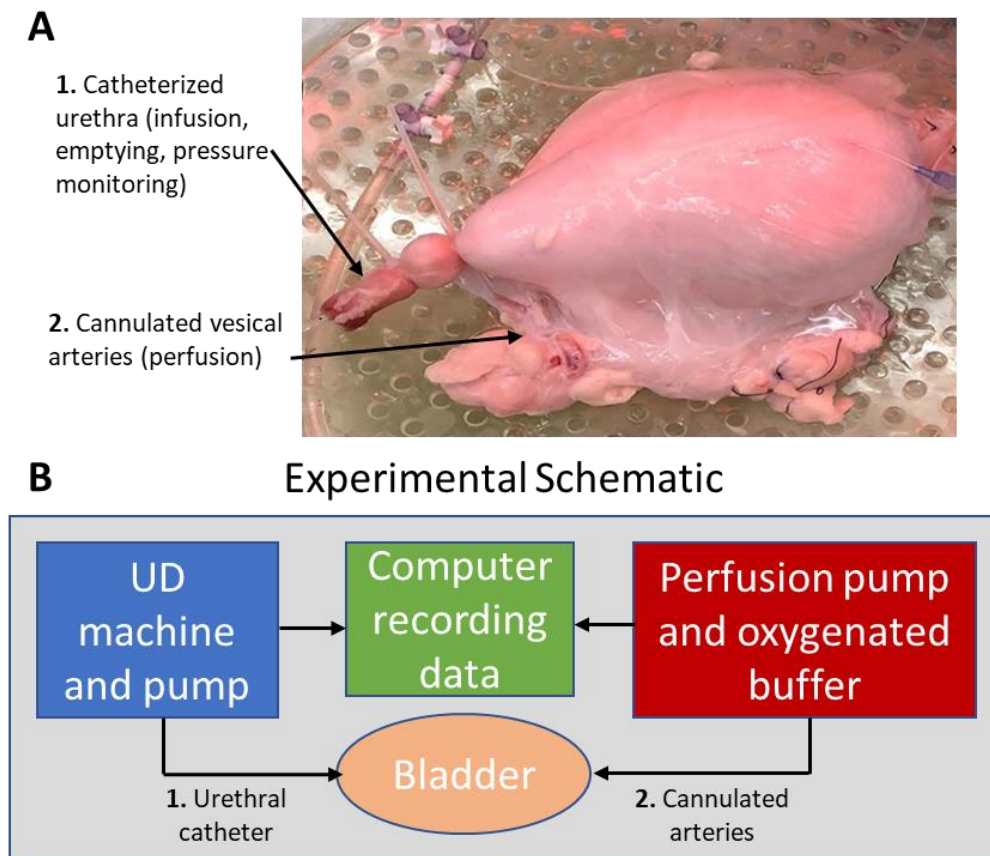 A
1. Catheterized
urethra (infusion,
emptying, pressure
monitoring)
2. Cannulated vesical
arteries (perfusion)
B
Experimental Schematic
UD
machine
and pump
Computer
recording
data
Perfusion pump
and oxygenated
buffer
Bladder
1. Urethral
catheter
2. Cannulated
arteries